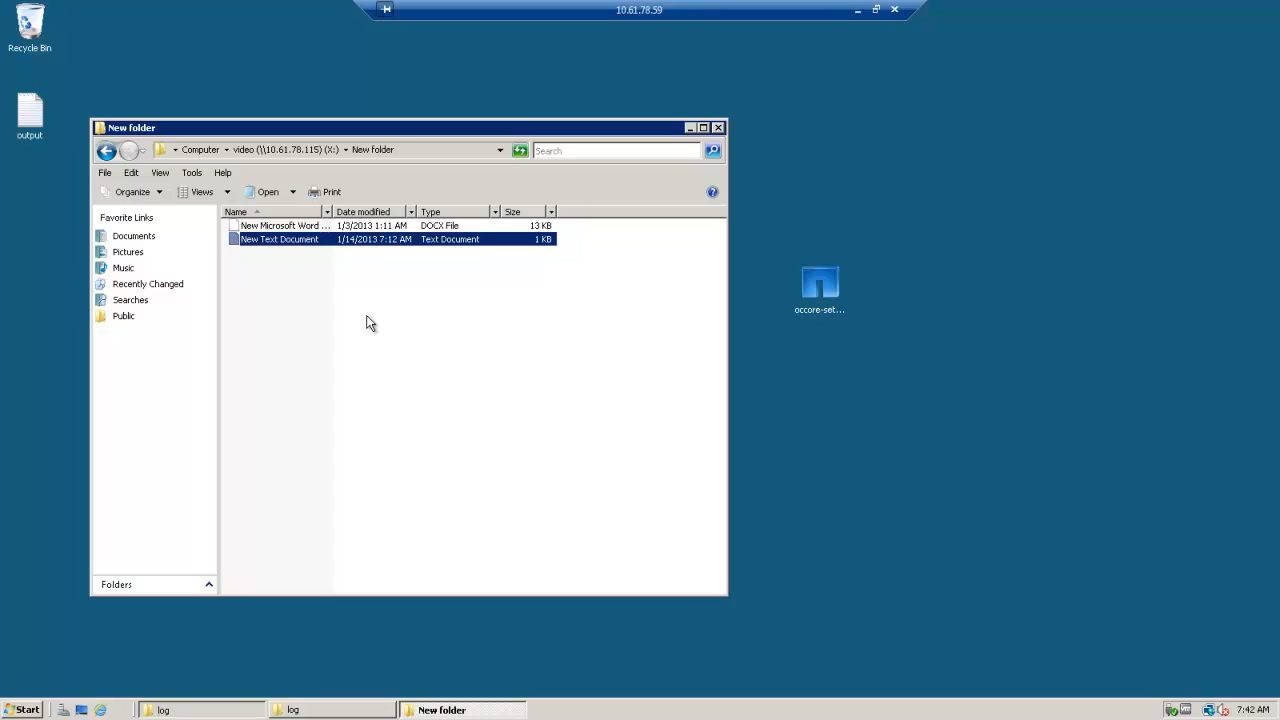 10.61.78.59
Recycle Bin
output
New folder
Computer video (\\10.61.78.115) (X:) New folder
Search
File Edit View Tools Help
Organize Views Open Print
Favorite Links
Documents
Pictures
Music
Recently Changed
Searches
Public
Folders
Name Date modified Type Size
New Microsoft Word ... 1/3/2013 1:11 AM DOCX File 13 KB
New Text Document 1/14/2013 7:12 AM Text Document 1 KB
occore-set...
Start
log
log
New folder
7:42 AM